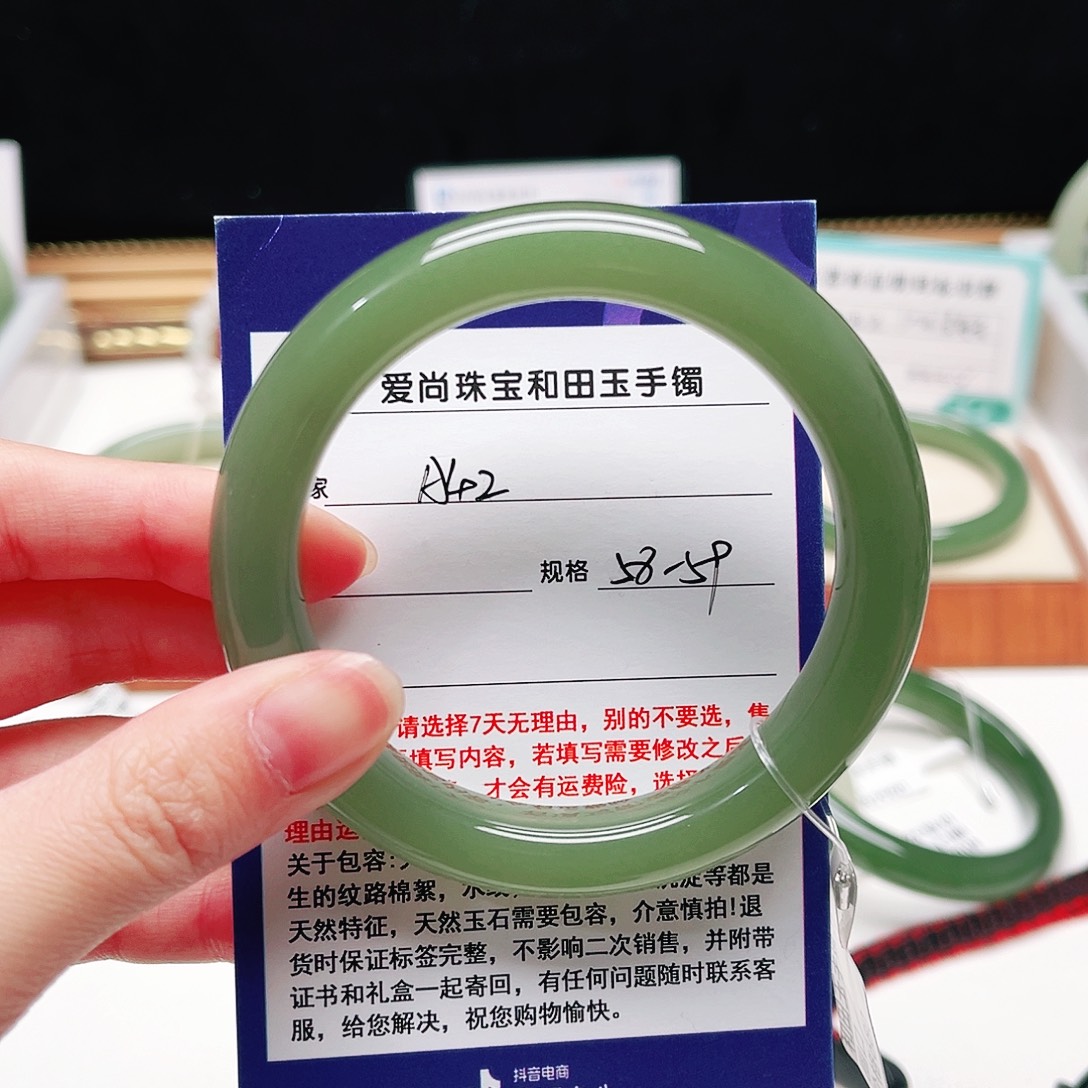 爱尚珠宝和田玉手镯
家
规格 58-59
请选择7天无理由，别的不要选，售
填写内容，若填写需要修改之后
才会有运费险，选择
理由运
关于包容：
生的纹路棉絮，水线 沉淀等都是
天然特征，天然玉石需要包容，介意慎拍！退
货时保证标签完整，不影响二次销售，并附带
证书和礼盒一起寄回，有任何问题随时联系客
服，给您解决，祝您购物愉快。
抖音电商